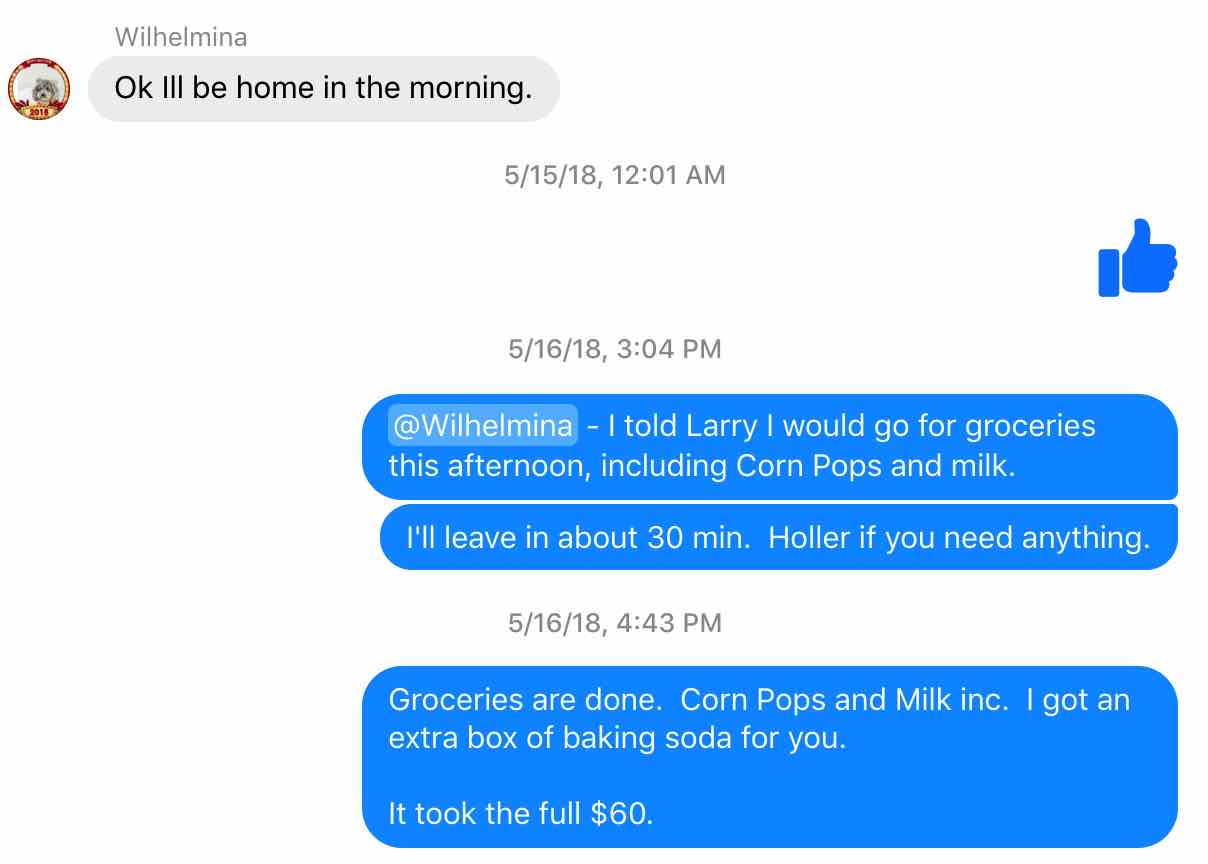 Wilhelmina
Ok Ill be home in the morning.
2018
5/15/18, 12:01 AM
5/16/18, 3:04 PM
@Wilhelmina - I told Larry I would go for groceries
this afternoon, including Corn Pops and milk.
I'll leave in about 30 min.  Holler if you need anything.
5/16/18, 4:43 PM
Groceries are done.  Corn Pops and Milk inc.  I got an
extra box of baking soda for you.
It took the full $60.